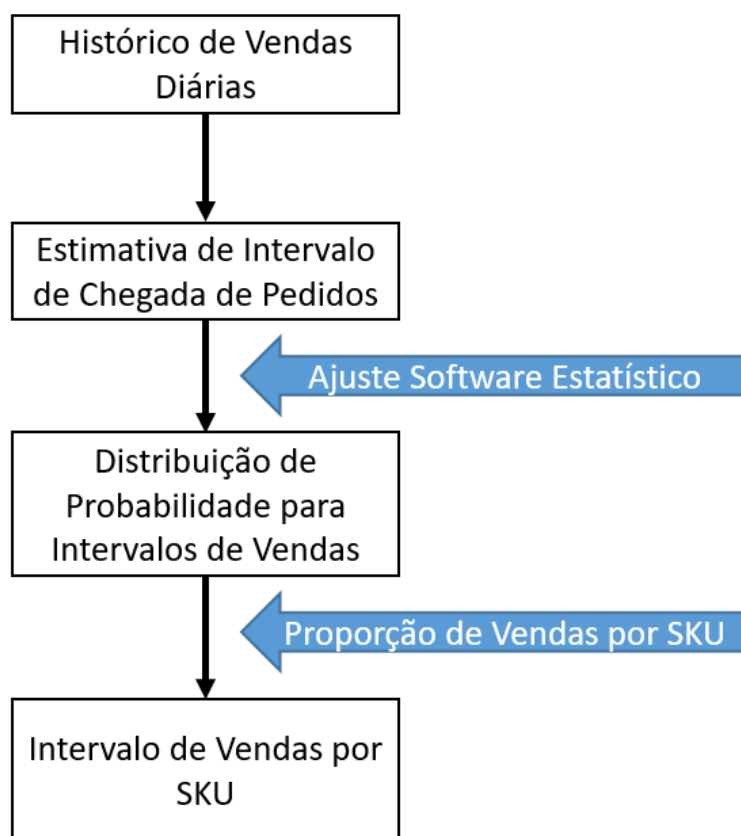 Histórico de Vendas
Diárias
Estimativa de Intervalo
de Chegada de Pedidos
Ajuste Software Estatístico
Distribuição de
Probabilidade para
Intervalos de Vendas
Proporção de Vendas por SKU
Intervalo de Vendas por
SKU